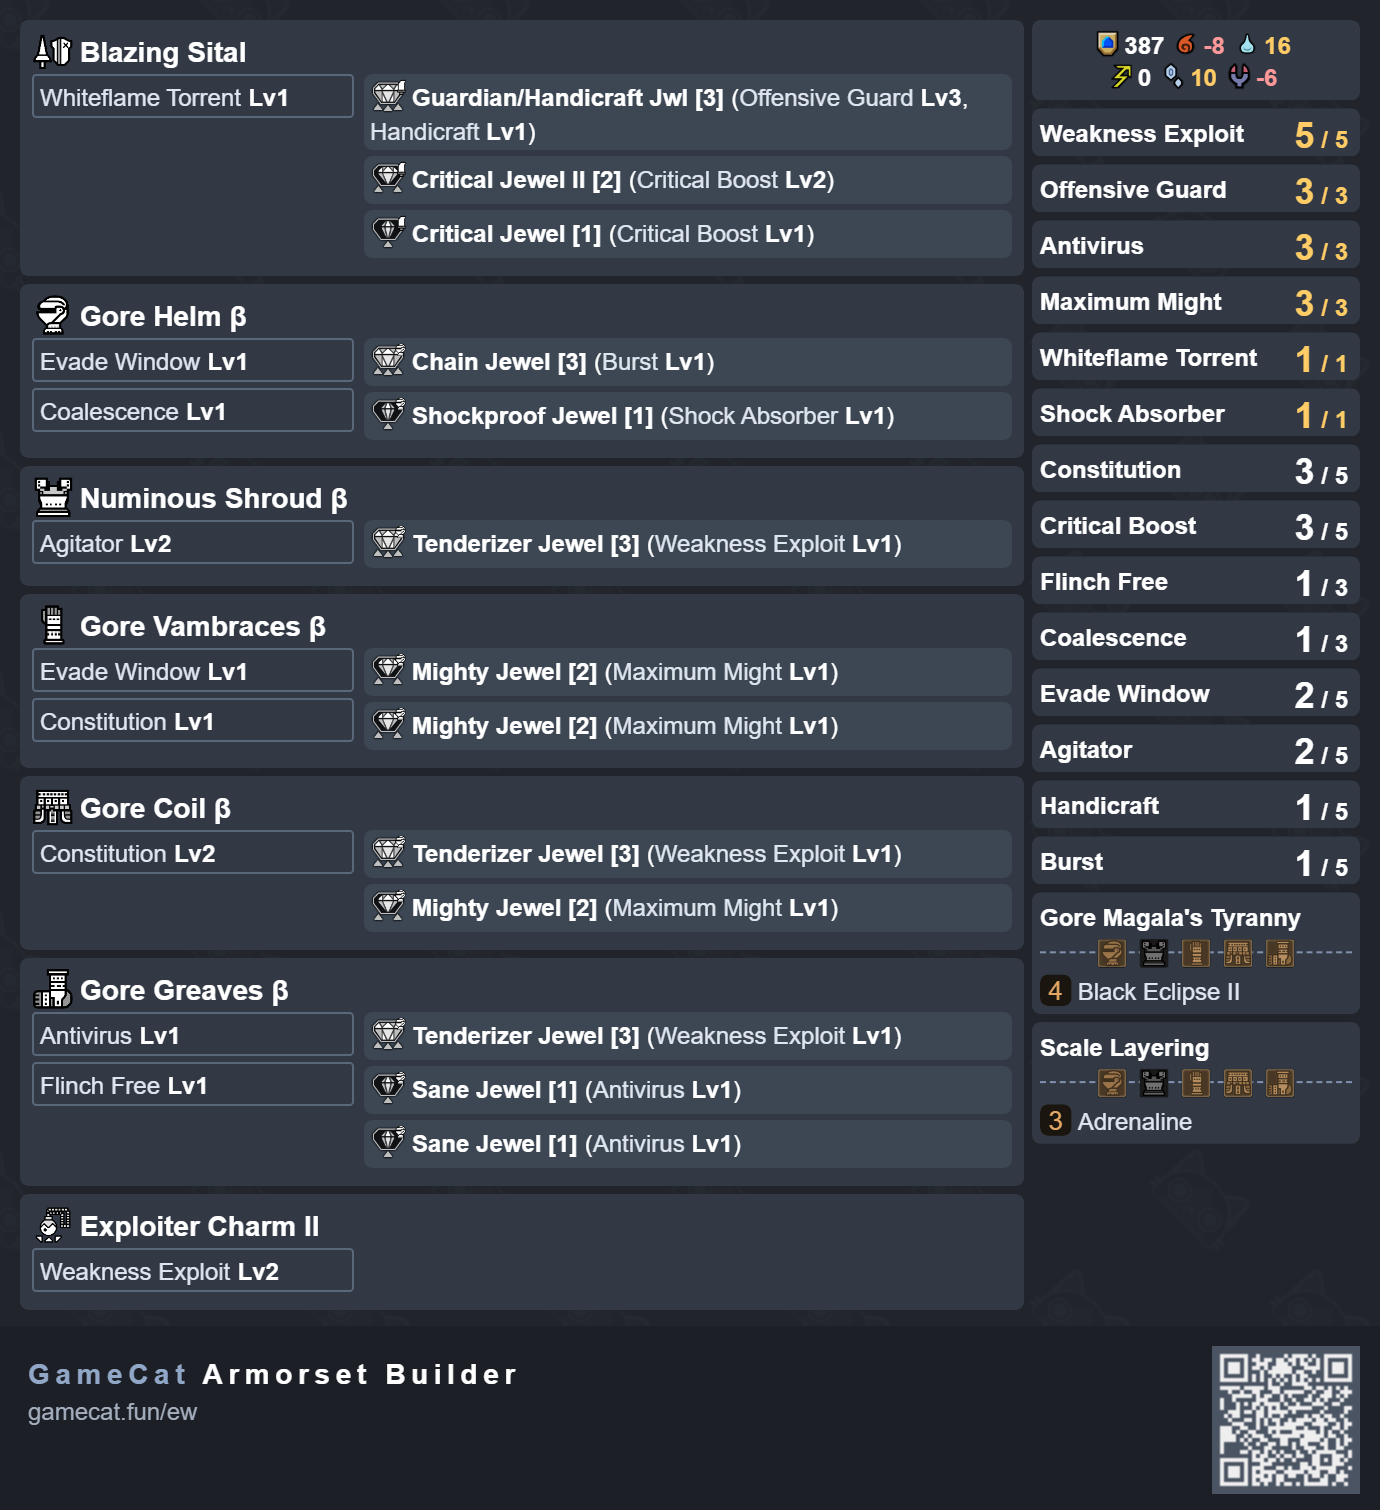 Blazing Sital
Whiteflame Torrent Lv1
Guardian/Handicraft Jwl [3] (Offensive Guard Lv3,
Handicraft Lv1)
Critical Jewel II [2] (Critical Boost Lv2)
Critical Jewel [1] (Critical Boost Lv1)
Gore Helm β
Evade Window Lv1
Coalescence Lv1
Chain Jewel [3] (Burst Lv1)
Shockproof Jewel [1] (Shock Absorber Lv1)
Numinous Shroud β
Agitator Lv2
Tenderizer Jewel [3] (Weakness Exploit Lv1)
Gore Vambraces β
Evade Window Lv1
Constitution Lv1
Mighty Jewel [2] (Maximum Might Lv1)
Mighty Jewel [2] (Maximum Might Lv1)
Gore Coil β
Constitution Lv2
Tenderizer Jewel [3] (Weakness Exploit Lv1)
Mighty Jewel [2] (Maximum Might Lv1)
Gore Greaves β
Antivirus Lv1
Flinch Free Lv1
Tenderizer Jewel [3] (Weakness Exploit Lv1)
Sane Jewel [1] (Antivirus Lv1)
Sane Jewel [1] (Antivirus Lv1)
Exploiter Charm II
Weakness Exploit Lv2
387 -8 16
0 10 -6
Weakness Exploit 5 / 5
Offensive Guard 3 / 3
Antivirus 3 / 3
Maximum Might 3 / 3
Whiteflame Torrent 1 / 1
Shock Absorber 1 / 1
Constitution 3 / 5
Critical Boost 3 / 5
Flinch Free 1 / 3
Coalescence 1 / 3
Evade Window 2 / 5
Agitator 2 / 5
Handicraft 1 / 5
Burst 1 / 5
Gore Magala's Tyranny
4 Black Eclipse II
Scale Layering
3 Adrenaline
GameCat Armorset Builder
gamecat.fun/ew